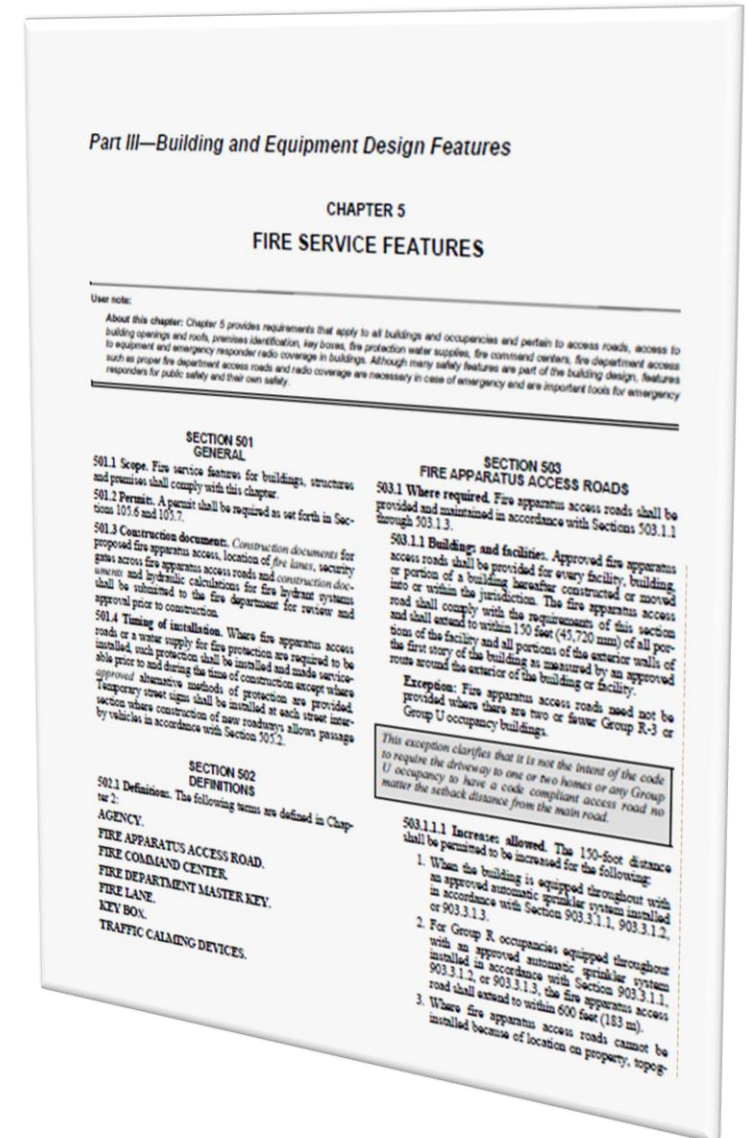 Part III—Building and Equipment Design Features
CHAPTER 5
FIRE SERVICE FEATURES
User note:
About this chapter: Chapter 5 provides requirements that apply to all buildings and occupancies and pertain to access roads, access to
building openings and roofs, premises identification, key boxes, fire protection water supplies, fire command centers, fire department access
to equipment and emergency responder radio coverage in buildings. Although many safety features are part of the building design, features
such as proper fire department access roads and radio coverage are necessary in case of emergency and are important tools for emergency
responders for public safety and their own safety.
SECTION 501
GENERAL
501.1 Scope. Fire service features for buildings, structures
and premises shall comply with this chapter.
501.2 Permits. A permit shall be required as set forth in Sec-
tions 105.6 and 105.7.
501.3 Construction documents. Construction documents for
proposed fire apparatus access, location of fire lanes, security
gates across fire apparatus access roads and construction doc-
uments and hydraulic calculations for fire hydrant systems
shall be submitted to the fire department for review and
approval prior to construction.
501.4 Timing of installation. Where fire apparatus access
roads or a water supply for fire protection are required to be
installed, such protection shall be installed and made service-
able prior to and during the time of construction except where
approved alternative methods of protection are provided.
Temporary street signs shall be installed at each street inter-
section where construction of new roadways allows passage
by vehicles in accordance with Section 505.2.
SECTION 502
DEFINITIONS
502.1 Definitions. The following terms are defined in Chap-
ter 2:
AGENCY.
FIRE APPARATUS ACCESS ROAD.
FIRE COMMAND CENTER.
FIRE DEPARTMENT MASTER KEY.
FIRE LANE.
KEY BOX.
TRAFFIC CALMING DEVICES.
SECTION 503
FIRE APPARATUS ACCESS ROADS
503.1 Where required. Fire apparatus access roads shall be
provided and maintained in accordance with Sections 503.1.1
through 503.1.3.
503.1.1 Buildings and facilities. Approved fire apparatus
access roads shall be provided for every facility, building
or portion of a building hereafter constructed or moved
into or within the jurisdiction. The fire apparatus access
road shall comply with the requirements of this section
and shall extend to within 150 feet (45,720 mm) of all por-
tions of the facility and all portions of the exterior walls of
the first story of the building as measured by an approved
route around the exterior of the building or facility.
Exception: Fire apparatus access roads need not be
provided where there are two or fewer Group R-3 or
Group U occupancy buildings.
This exception clarifies that it is not the intent of the code
to require the driveway to one or two homes or any Group
U occupancy to have a code compliant access road no
matter the setback distance from the main road.
503.1.1.1 Increases allowed. The 150-foot distance
shall be permitted to be increased for the following:
1. When the building is equipped throughout with
an approved automatic sprinkler system installed
in accordance with Section 903.3.1.1, 903.3.1.2,
or 903.3.1.3.
2. For Group R occupancies equipped throughout
with an approved automatic sprinkler system
installed in accordance with Section 903.3.1.1,
903.3.1.2, or 903.3.1.3, the fire apparatus access
road shall extend to within 600 feet (183 m).
3. Where fire apparatus access roads cannot be
installed because of location on property, topog-